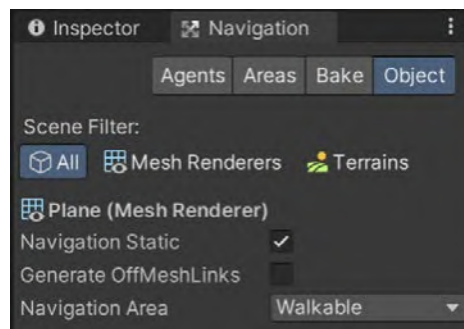 Inspector Navigation
Agents Areas Bake Object
Scene Filter:
All Mesh Renderers Terrains
Plane (Mesh Renderer)
Navigation Static
Generate OffMeshLinks
Navigation Area Walkable